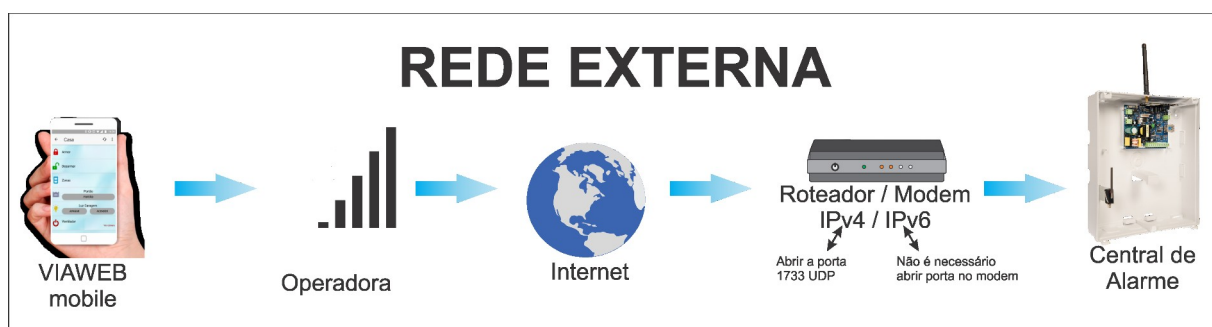 REDE EXTERNA
Casa
VIAWEB
mobile
Operadora
Internet
Roteador / Modem
IPv4 / IPv6
Abrir a porta
1733 UDP
Não é necessário
abrir porta no modem
Central de
Alarme